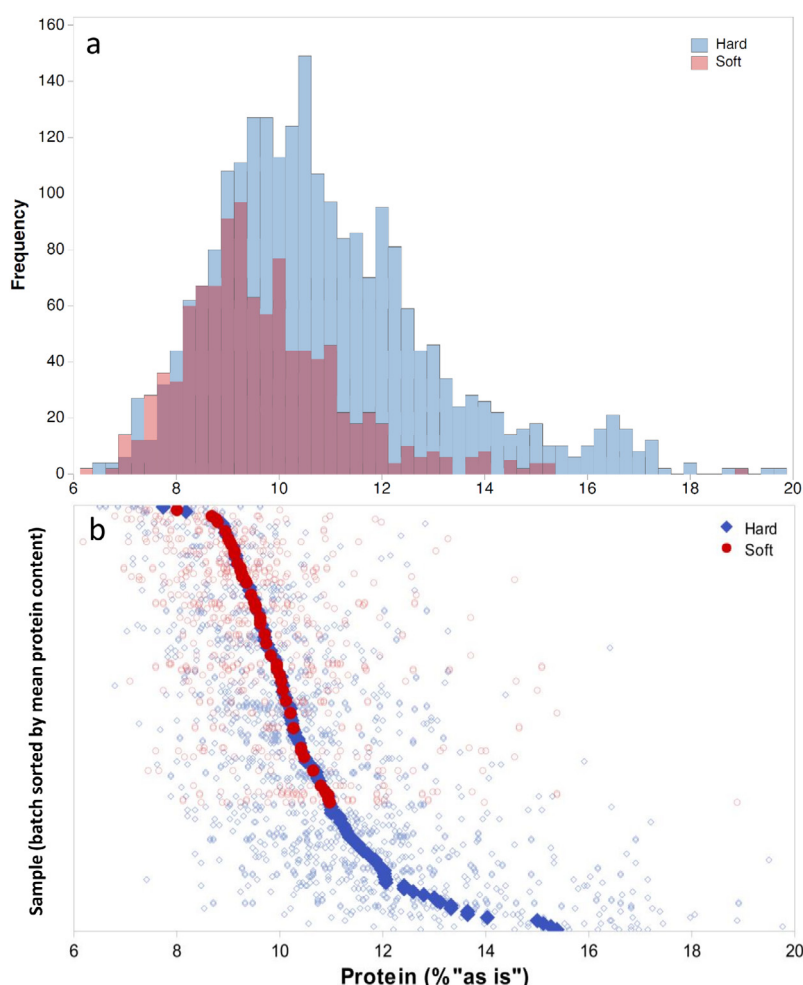 a
Hard
Soft
160
140
120
100
80
60
40
20
0
Frequency
6 8 10 12 14 16 18 20
b
Hard
Soft
Sample (batch sorted by mean protein content)
6 8 10 12 14 16 18 20
Protein (%"as is")